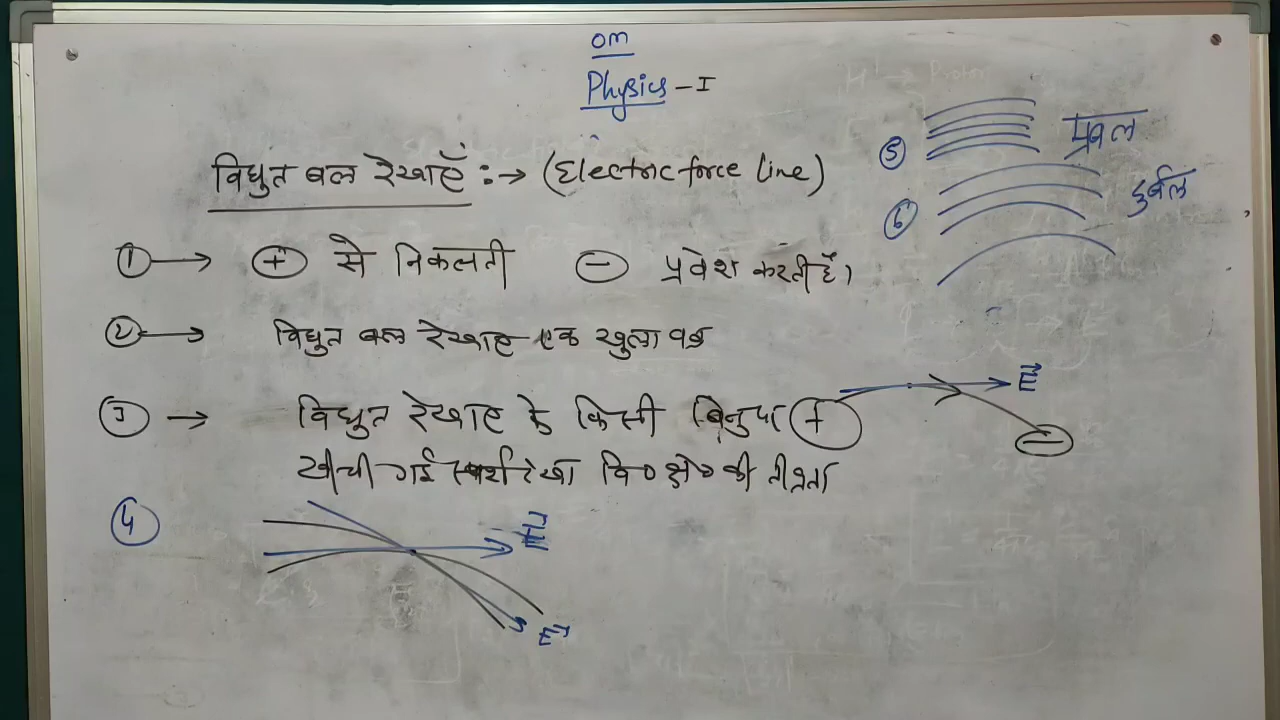 om
Physics - I
विधुत बल रेखाएँ :→ (Electric force line)
① → (+) से निकलती (-) प्रवेश करती हैं।
② → विधुत बल रेखाह एक खुला वक्र
③ → विधुत रेखाह के किसी बिनुपर
खींची गई स्पर्श रेखा वि० क्षे० की तीव्रता
+
E⃗
-
④
E⃗
E⃗
⑤ प्रबल
⑥ दुर्बल